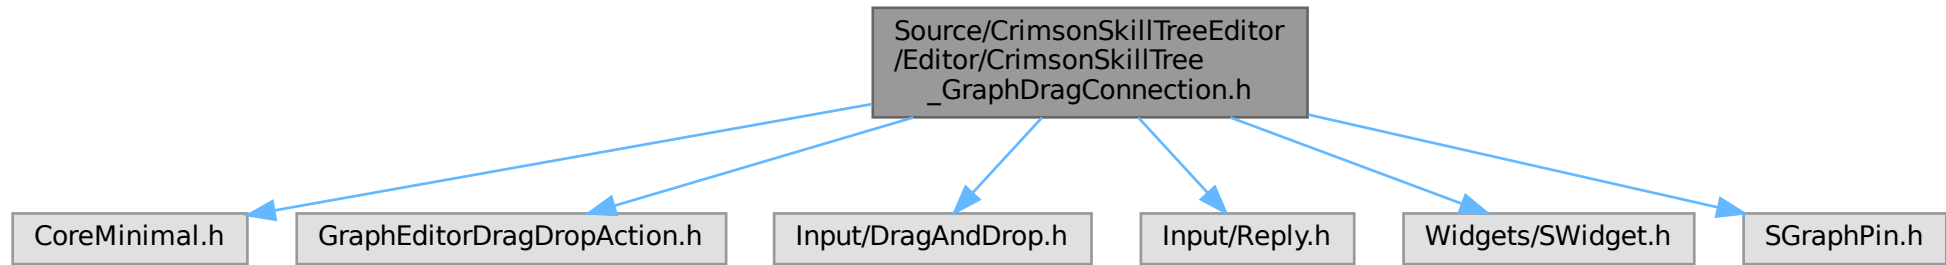 Source/CrimsonSkillTreeEditor
/Editor/CrimsonSkillTree
_GraphDragConnection.h
CoreMinimal.h
GraphEditorDragDropAction.h
Input/DragAndDrop.h
Input/Reply.h
Widgets/SWidget.h
SGraphPin.h